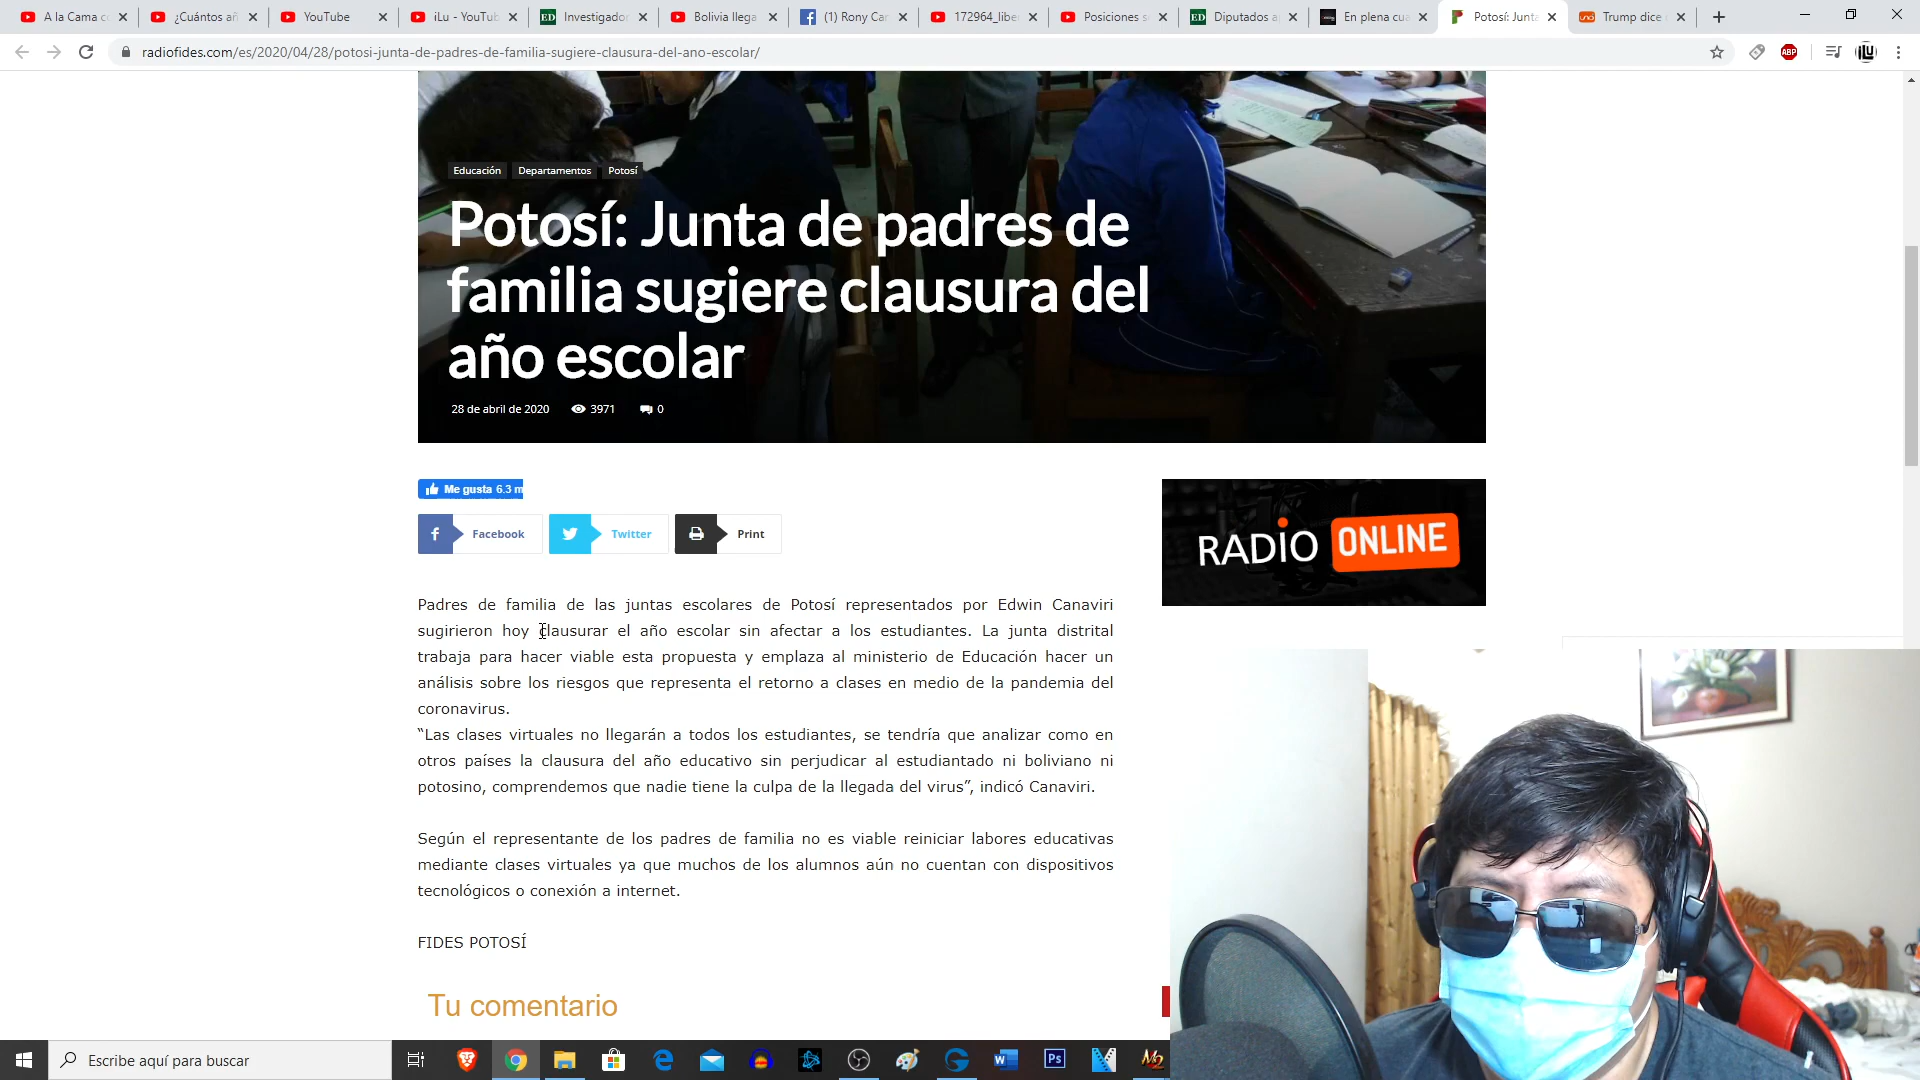 A la Cama c
¿Cuántos añ
YouTube
iLu - YouTub
Investigador
Bolivia llega
(1) Rony Car
172964_liber
Posiciones s
Diputados a
En plena cua
Potosí: Junta
Trump dice
radiofides.com/es/2020/04/28/potosi-junta-de-padres-de-familia-sugiere-clausura-del-ano-escolar/
ABP
Educación Departamentos Potosí
Potosí: Junta de padres de
familia sugiere clausura del
año escolar
28 de abril de 2020 3971 0
Me gusta 6.3 m
Facebook Twitter Print
RADIO ONLINE
Padres de familia de las juntas escolares de Potosí representados por Edwin Canaviri
sugirieron hoy clausurar el año escolar sin afectar a los estudiantes. La junta distrital
trabaja para hacer viable esta propuesta y emplaza al ministerio de Educación hacer un
análisis sobre los riesgos que representa el retorno a clases en medio de la pandemia del
coronavirus.
“Las clases virtuales no llegarán a todos los estudiantes, se tendría que analizar como en
otros países la clausura del año educativo sin perjudicar al estudiantado ni boliviano ni
potosino, comprendemos que nadie tiene la culpa de la llegada del virus”, indicó Canaviri.
Según el representante de los padres de familia no es viable reiniciar labores educativas
mediante clases virtuales ya que muchos de los alumnos aún no cuentan con dispositivos
tecnológicos o conexión a internet.
FIDES POTOSÍ
Tu comentario
Escribe aquí para buscar